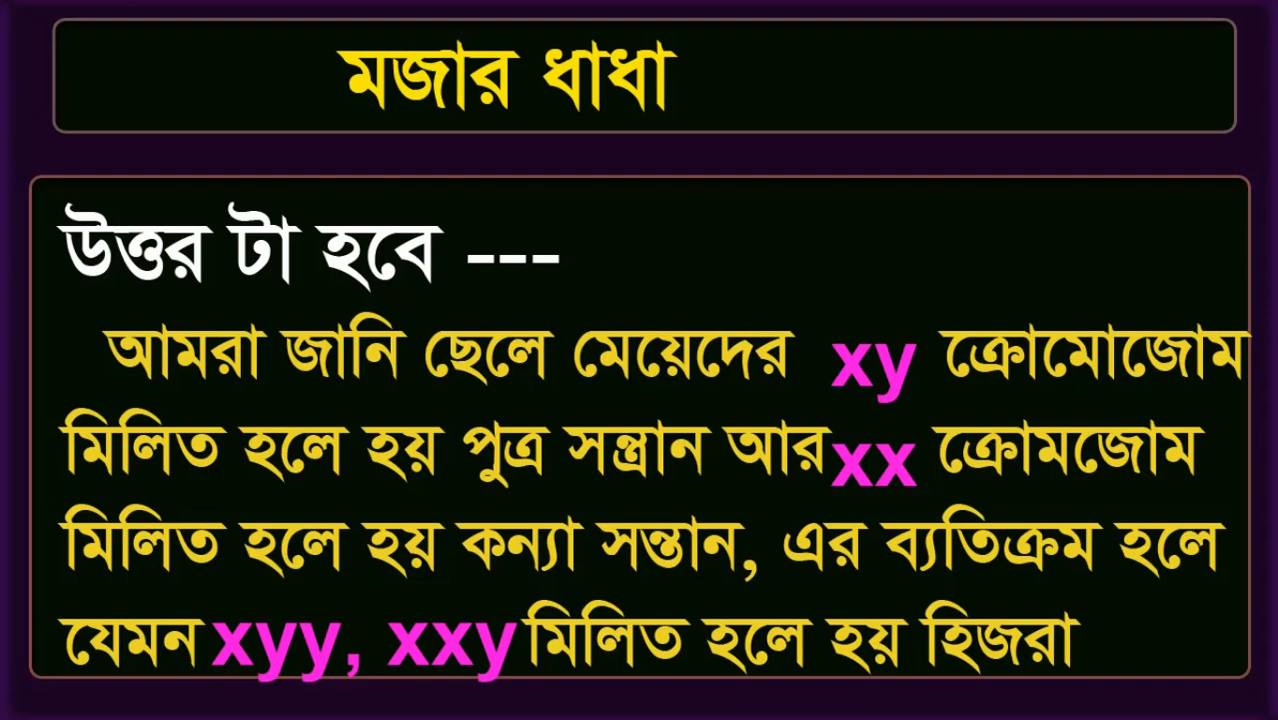 মজার ধাধা
উত্তর টা হবে ---
আমরা জানি ছেলে মেয়েদের xy ক্রোমোজোম
মিলিত হলে হয় পুত্র সন্ত্রান আর xx ক্রোমজোম
মিলিত হলে হয় কন্যা সন্তান, এর ব্যতিক্রম হলে
যেমন xyy, xxy মিলিত হলে হয় হিজরা